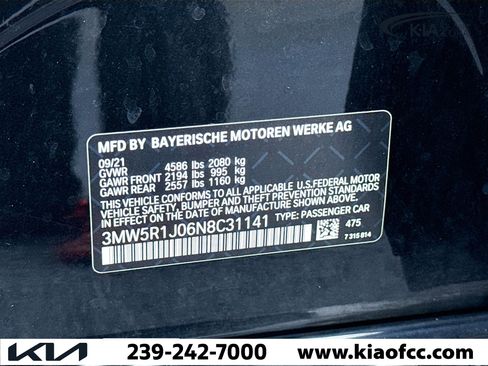 KIAofcc
MFD BY BAYERISCHE MOTOREN WERKE AG
09/21
GVWR 4586 lbs 2080 kg
GAWR FRONT 2194 lbs 995 kg
GAWR REAR 2557 lbs 1160 kg
THIS VEHICLE CONFORMS TO ALL APPLICABLE U.S.FEDERAL MOTOR
VEHICLE SAFETY, BUMPER AND THEFT PREVENTION STANDARDS
IN EFFECT ON THE DATE OF MANUFACTURE SHOWN ABOVE.
3MW5R1J06N8C31141 TYPE: PASSENGER CAR
475
7 315 814
KIA 239-242-7000 www.kiaofcc.com